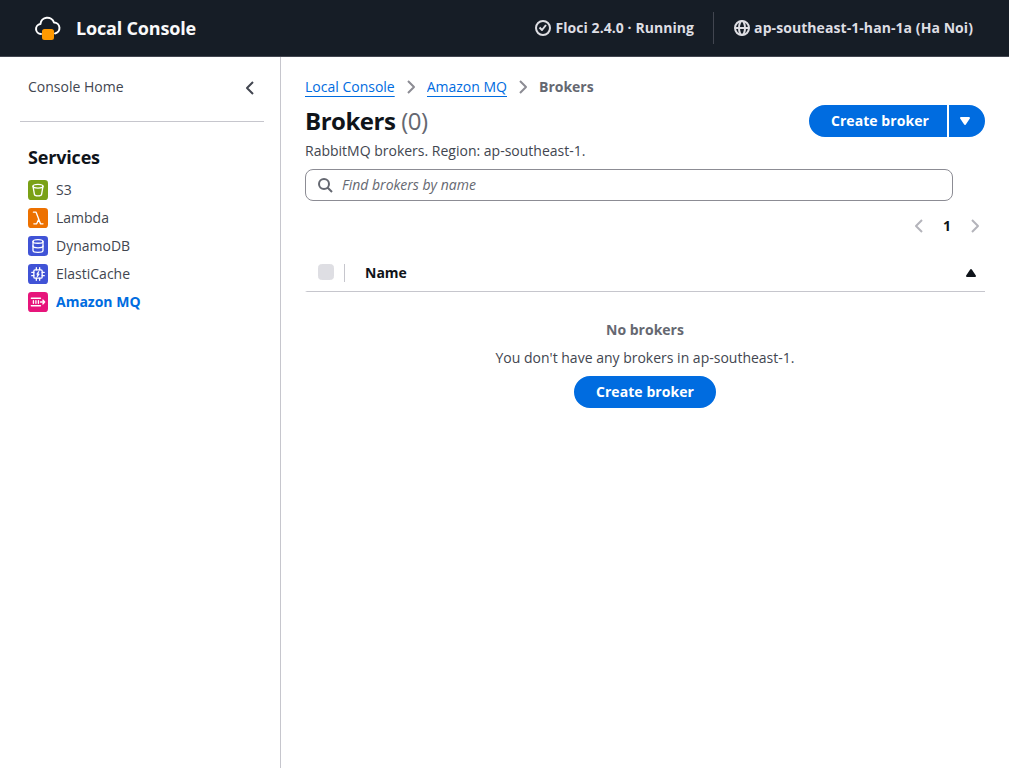 Local Console
Floci 2.4.0 · Running
ap-southeast-1-han-1a (Ha Noi)
Console Home
Services
S3
Lambda
DynamoDB
ElastiCache
Amazon MQ
Local Console > Amazon MQ > Brokers
Brokers (0)
Create broker
RabbitMQ brokers. Region: ap-southeast-1.
Find brokers by name
1
Name
No brokers
You don't have any brokers in ap-southeast-1.
Create broker